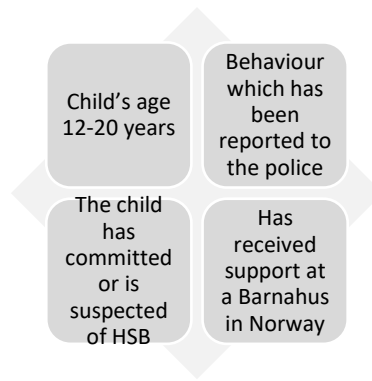 Child's age
12-20 years
Behaviour
which has
been
reported to
the police
The child
has
committed
or is
suspected
of HSB
Has
received
support at
a Barnahus
in Norway